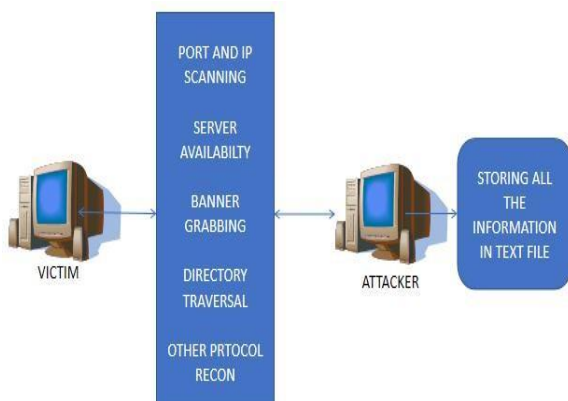 PORT AND IP
SCANNING
SERVER
AVAILABILTY
BANNER
GRABBING
DIRECTORY
TRAVERSAL
OTHER PRTOCOL
RECON
VICTIM
ATTACKER
STORING ALL
THE
INFORMATION
IN TEXT FILE